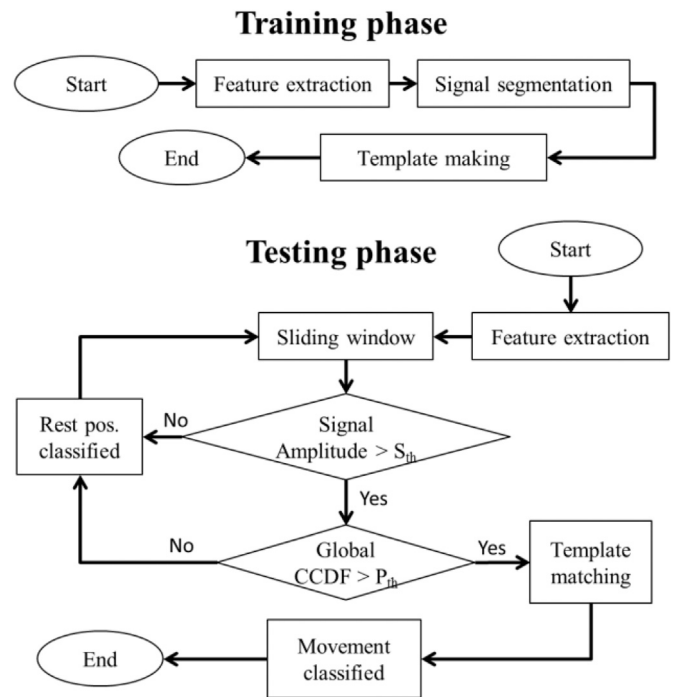 Training phase
Start
Feature extraction
Signal segmentation
End
Template making
Testing phase
Start
Sliding window
Feature extraction
Rest pos.
classified
No
Signal
Amplitude > Sth
Yes
No
Global
CCDF > Pth
Yes
Template
matching
End
Movement
classified